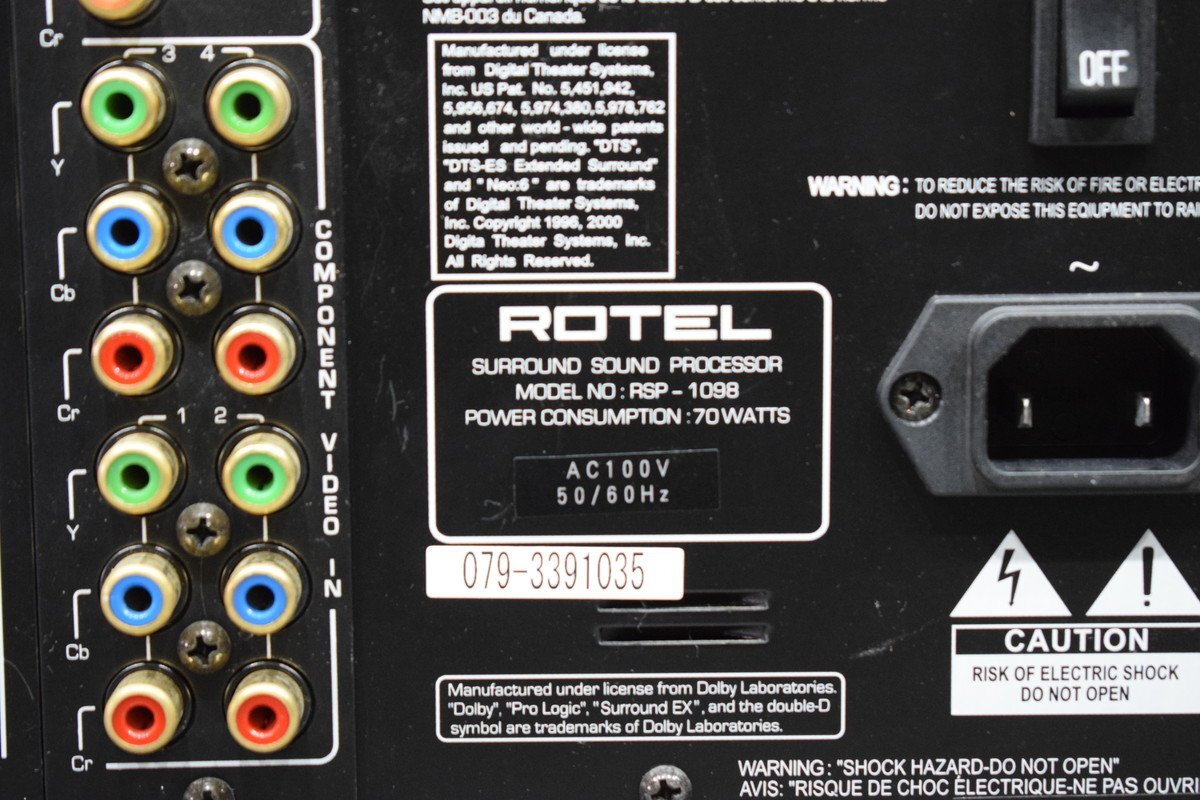 NMB-003 du Canada.
Cr
3 4
Y
Cb
Cr
1 2
Y
Cb
Cr
COMPONENT VIDEO IN
Manufactured under license
from Digital Theater Systems,
Inc. US Pat. No. 5,451,942,
5,956,674, 5,974,380,5,978,762
and other world-wide patents
issued and pending. "DTS",
"DTS-ES Extended Surround"
and "Neo:6" are trademarks
of Digital Theater Systems,
Inc. Copyright 1996, 2000
Digita Theater Systems, Inc.
All Rights Reserved.
ROTEL
SURROUND SOUND PROCESSOR
MODEL NO : RSP - 1098
POWER CONSUMPTION : 70 WATTS
AC100V
50/60Hz
079-3391035
Manufactured under license from Dolby Laboratories.
"Dolby", "Pro Logic", "Surround EX", and the double-D
symbol are trademarks of Dolby Laboratories.
OFF
WARNING : TO REDUCE THE RISK OF FIRE OR ELECTR
DO NOT EXPOSE THIS EQIUPMENT TO RAI
~
CAUTION
RISK OF ELECTRIC SHOCK
DO NOT OPEN
WARNING : "SHOCK HAZARD-DO NOT OPEN"
AVIS: "RISQUE DE CHOC ÉLECTRIQUE-NE PAS OUVRI